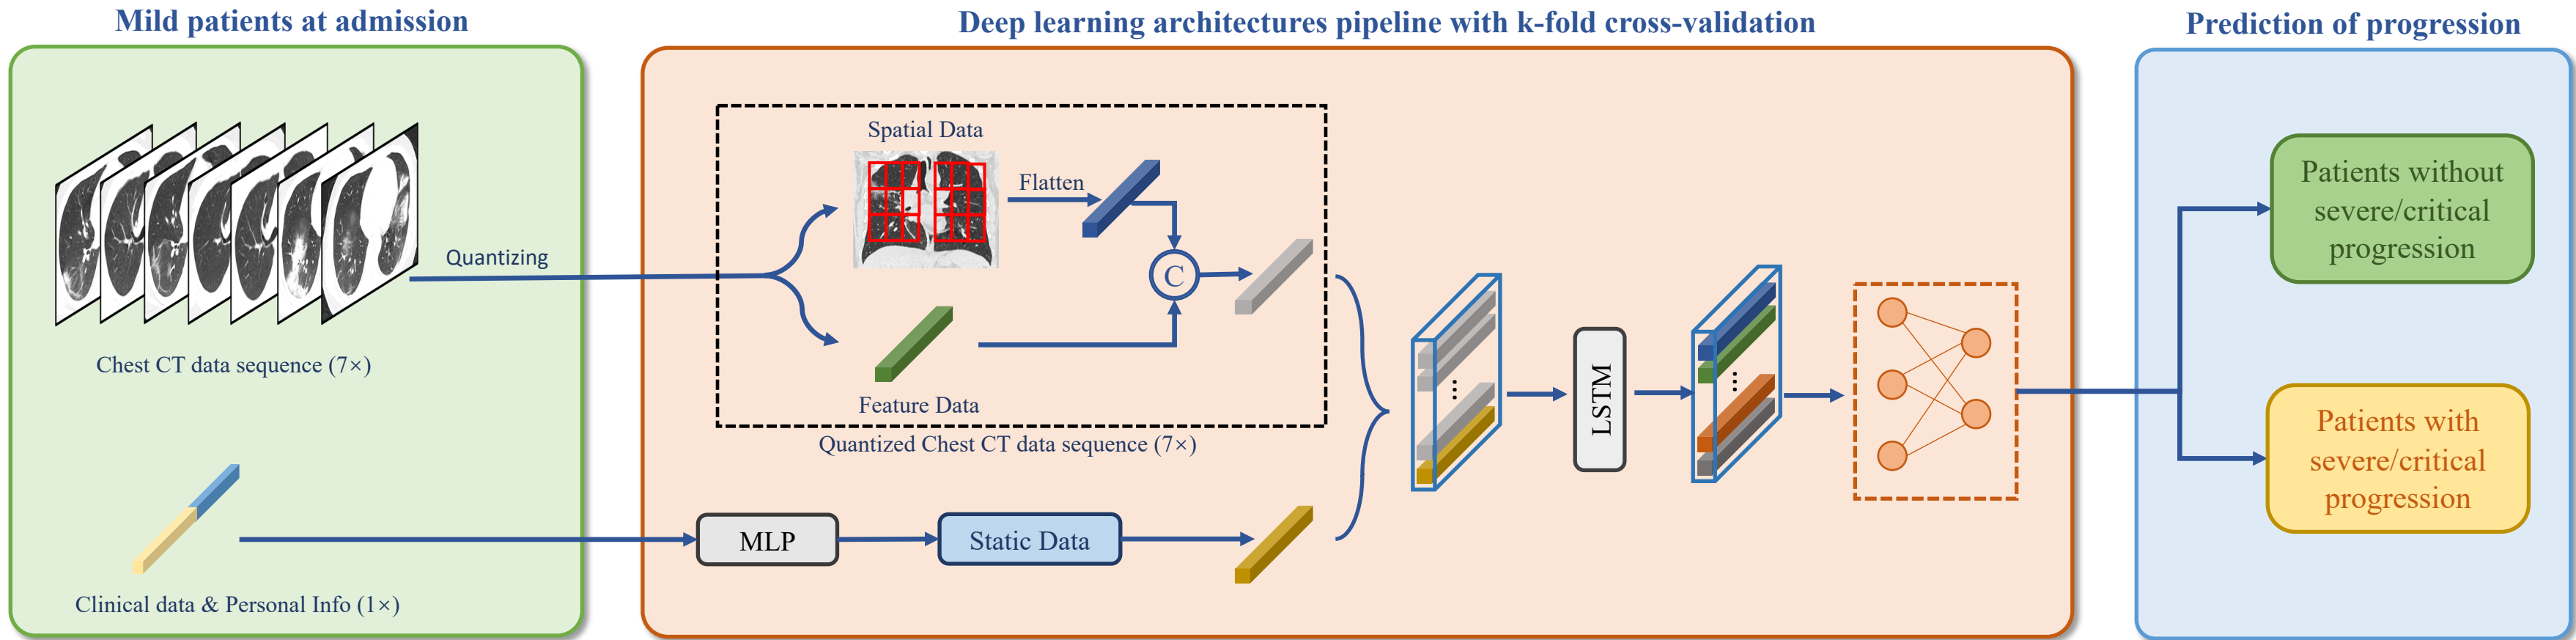 Mild patients at admission
Chest CT data sequence (7×)
Clinical data & Personal Info (1×)
Quantizing
Deep learning architectures pipeline with k-fold cross-validation
Spatial Data
Flatten
C
Feature Data
Quantized Chest CT data sequence (7×)
MLP
Static Data
...
LSTM
...
Prediction of progression
Patients without
severe/critical
progression
Patients with
severe/critical
progression